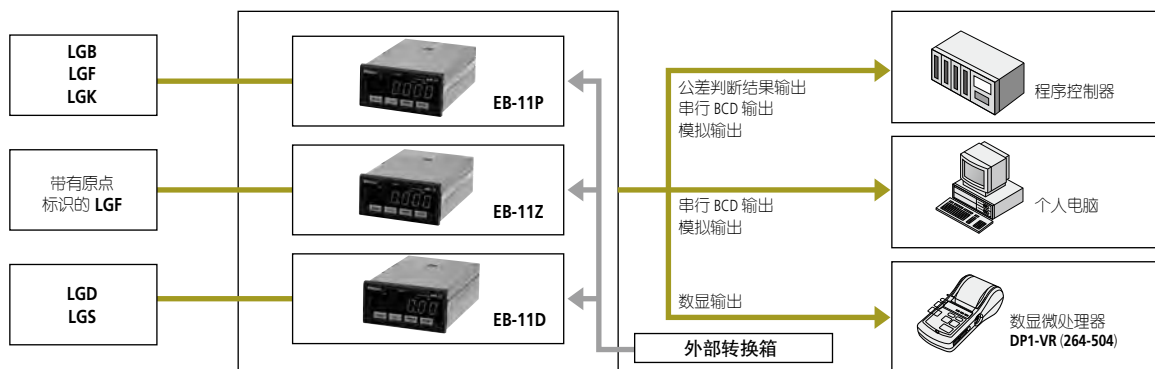 LGB
LGF
LGK
EB-11P
带有原点
标识的 LGF
EB-11Z
LGD
LGS
EB-11D
外部转换箱
公差判断结果输出
串行 BCD 输出
模拟输出
程序控制器
串行 BCD 输出
模拟输出
个人电脑
数显输出
数显微处理器
DP1-VR (264-504)